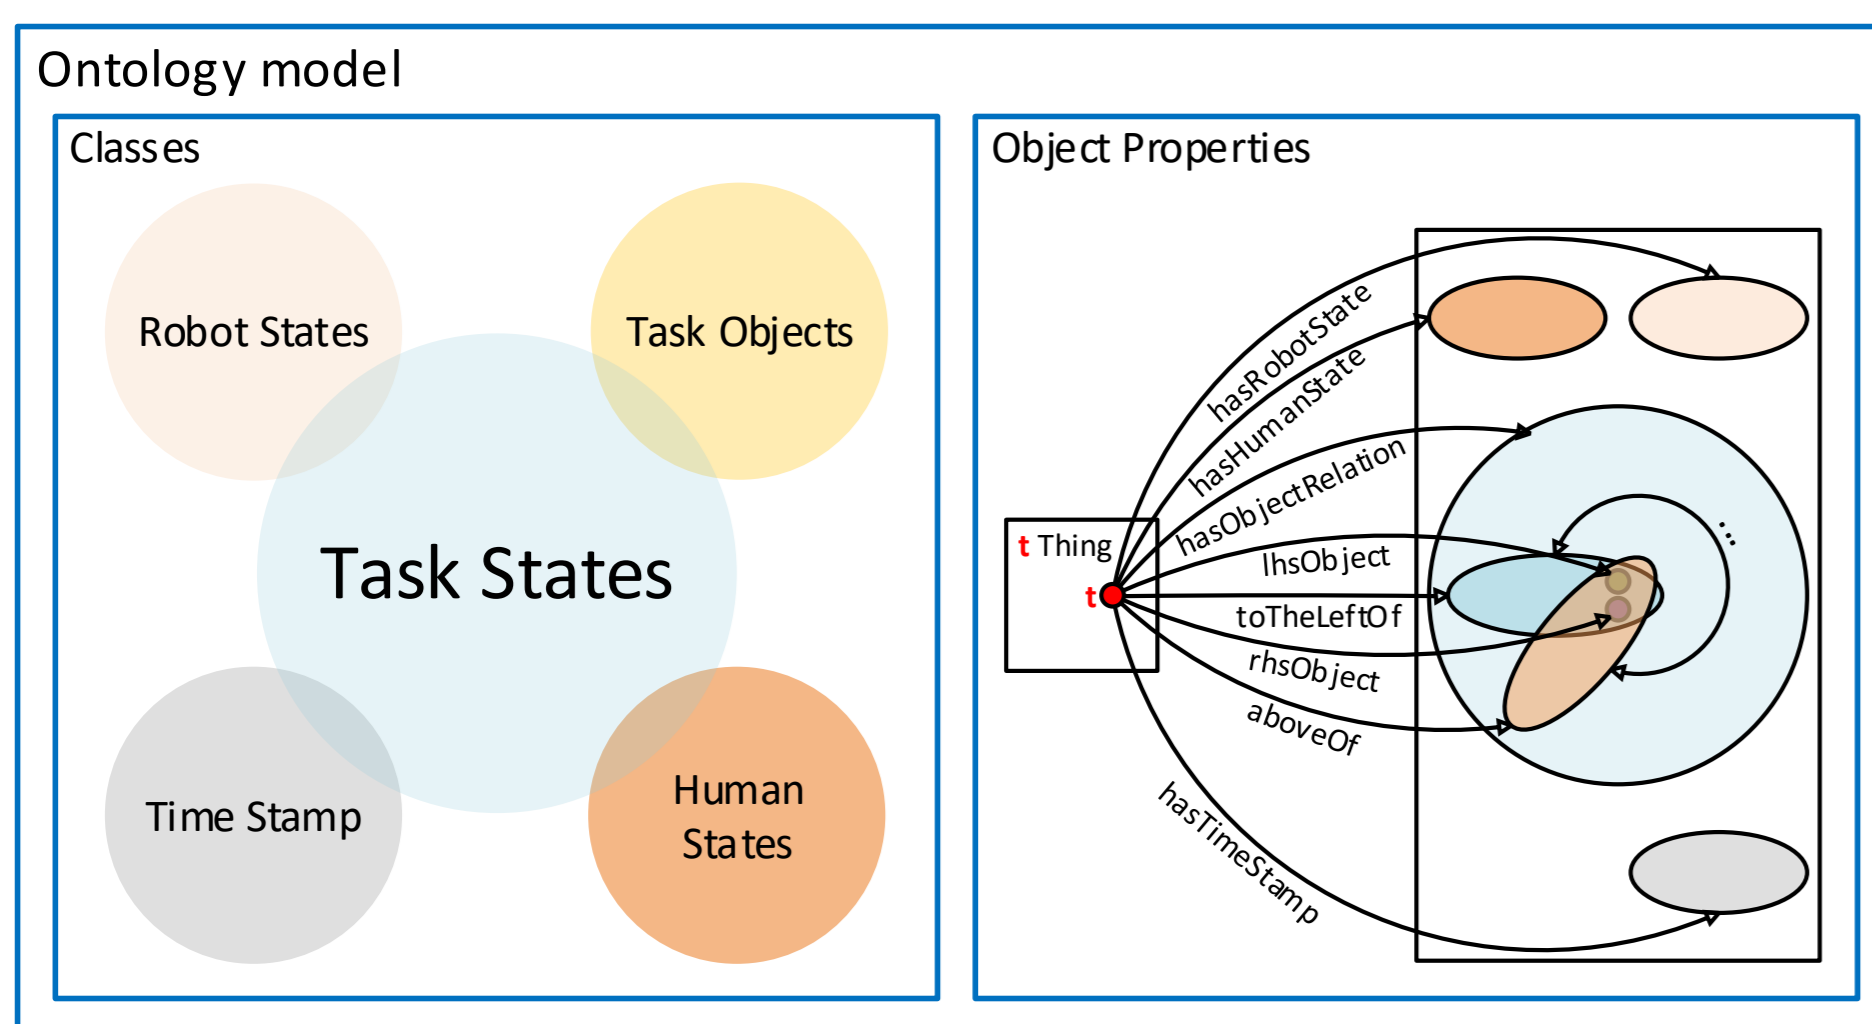 Ontology model
Classes
Robot States
Task Objects
Task States
Time Stamp
Human
States
Object Properties
hasRobotState
hasHumanState
hasObjectRelation
lhsObject
toTheLeftOf
rhsObject
aboveOf
hasTimeStamp
t Thing
t
...